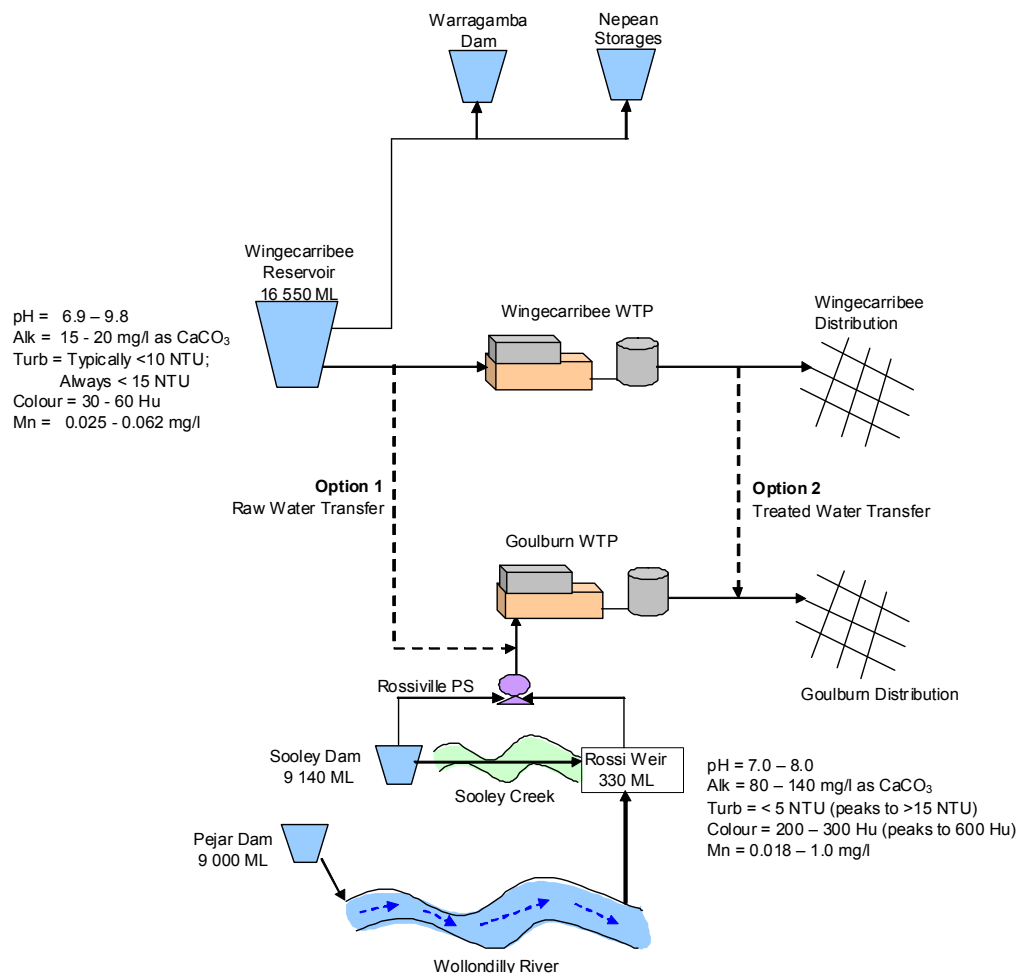 Warragamba
Dam
Nepean
Storages
Wingecarribee
Reservoir
16 550 ML
pH = 6.9 – 9.8
Alk = 15 - 20 mg/l as CaCO₃
Turb = Typically <10 NTU;
Always < 15 NTU
Colour = 30 - 60 Hu
Mn = 0.025 - 0.062 mg/l
Wingecarribee WTP
Wingecarribee
Distribution
Option 1
Raw Water Transfer
Option 2
Treated Water Transfer
Goulburn WTP
Goulburn Distribution
Rossiville PS
Sooley Dam
9 140 ML
Sooley Creek
Rossi Weir
330 ML
pH = 7.0 – 8.0
Alk = 80 – 140 mg/l as CaCO₃
Turb = < 5 NTU (peaks to >15 NTU)
Colour = 200 – 300 Hu (peaks to 600 Hu)
Mn = 0.018 – 1.0 mg/l
Pejar Dam
9 000 ML
Wollondilly River